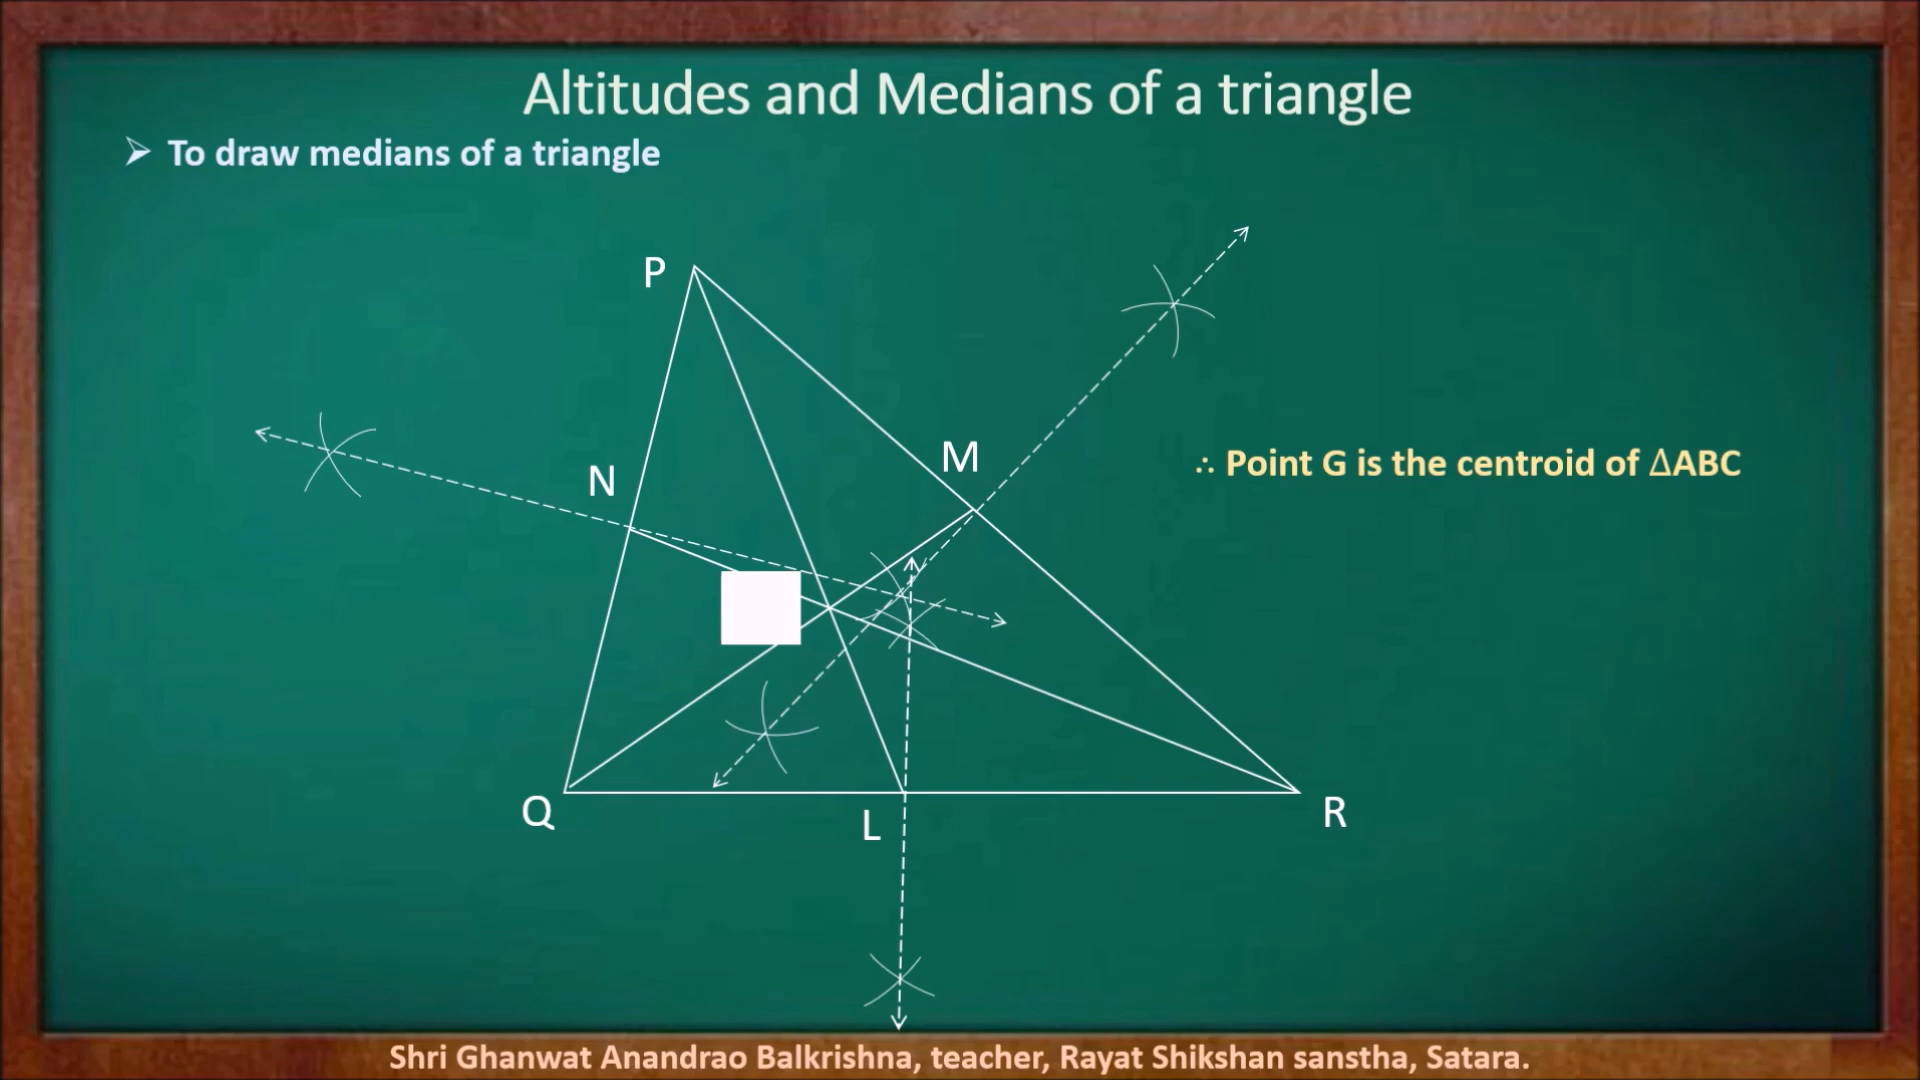 Altitudes and Medians of a triangle
➢ To draw medians of a triangle
P
M
∴ Point G is the centroid of ΔABC
N
Q
L
R
Shri Ghanwat Anandrao Balkrishna, teacher, Rayat Shikshan sanstha, Satara.